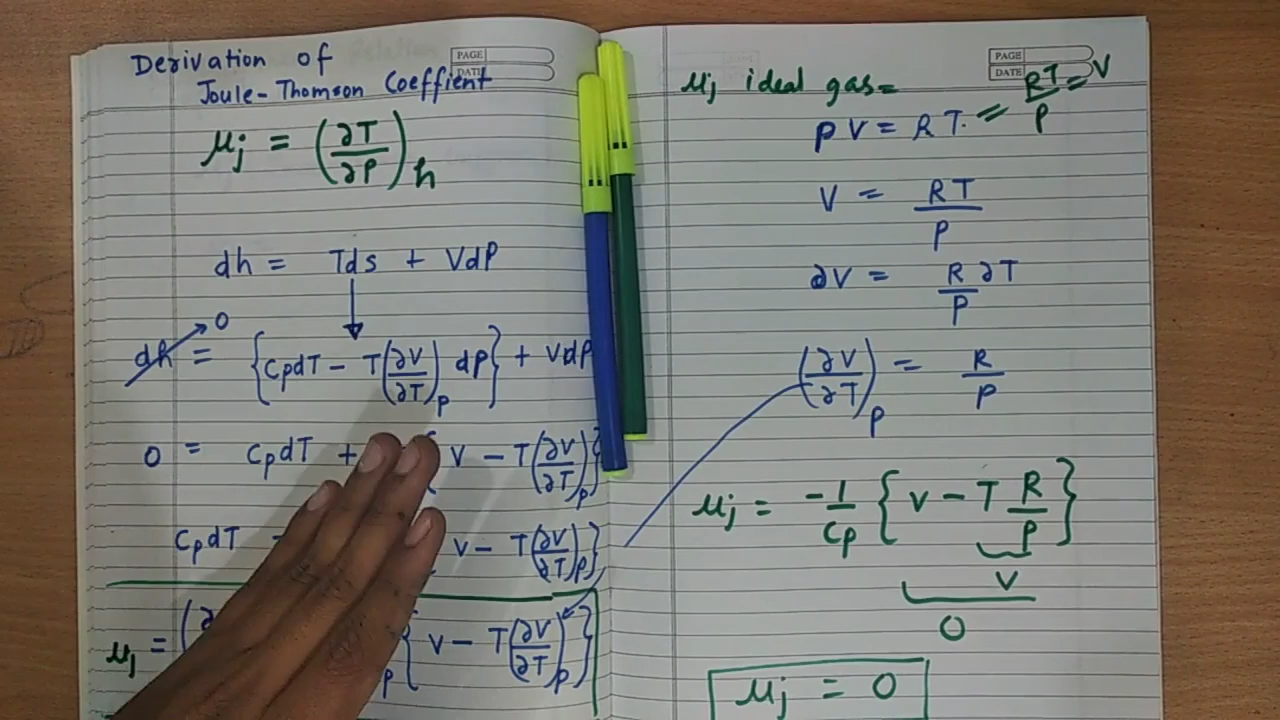 Derivation of
Joule-Thomson Coeffient
PAGE
DATE
μj = (∂T/∂P)h
dh = Tds + VdP
dh → 0 = {CpdT - T(∂V/∂T)p dP} + VdP
0 = CpdT + { V - T(∂V/∂T)p}
CpdT - V - T(∂V/∂T)p}
μj = (∂ p { V - T(∂V/∂T)p}
PAGE
DATE
μj ideal gas =
PV = RT. = RT/P = V
V = RT/P
∂V = R/P ∂T
(∂V/∂T)p = R/P
μj = -1/Cp { V - T R/P }
V
0
μj = 0